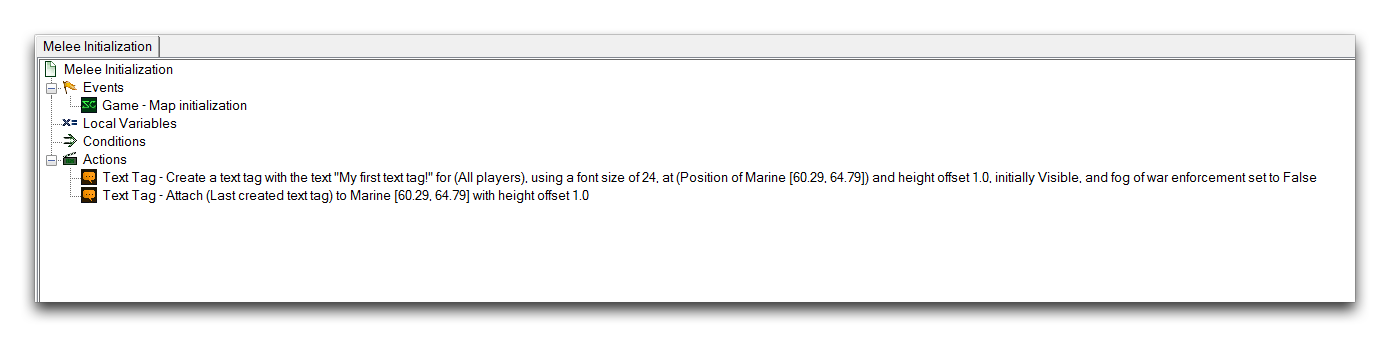 Melee Initialization
Melee Initialization
Events
Game - Map initialization
Local Variables
Conditions
Actions
Text Tag - Create a text tag with the text "My first text tag!" for (All players), using a font size of 24, at (Position of Marine [60.29, 64.79]) and height offset 1.0, initially Visible, and fog of war enforcement set to False
Text Tag - Attach (Last created text tag) to Marine [60.29, 64.79] with height offset 1.0